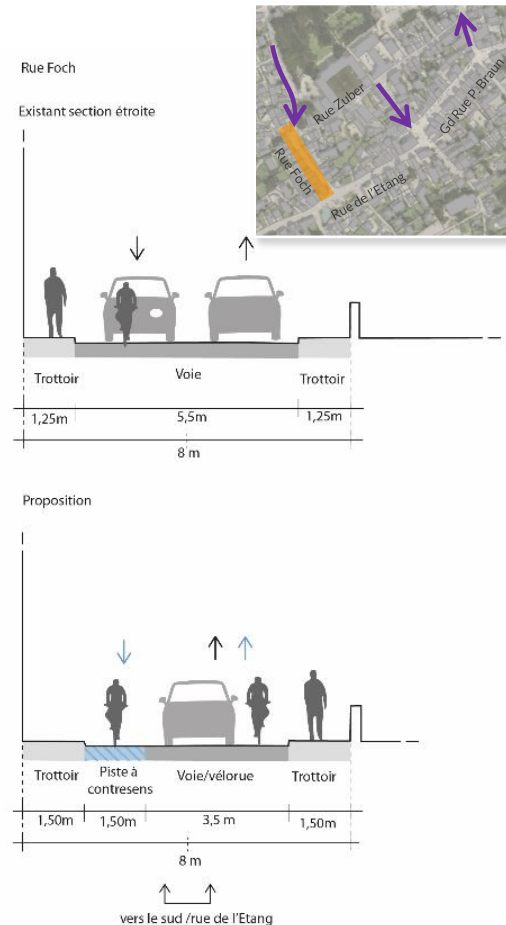 Rue Foch
Rue Zuber
Gd Rue P. Braun
Rue Foch
Rue de l'Etang
Existant section étroite
Trottoir
Voie
Trottoir
1,25m
5,5m
1,25m
8 m
Proposition
Trottoir
Piste à
contresens
Voie/vélorue
Trottoir
1,50m
1,50m
3,5 m
1,50m
8 m
vers le sud /rue de l'Etang